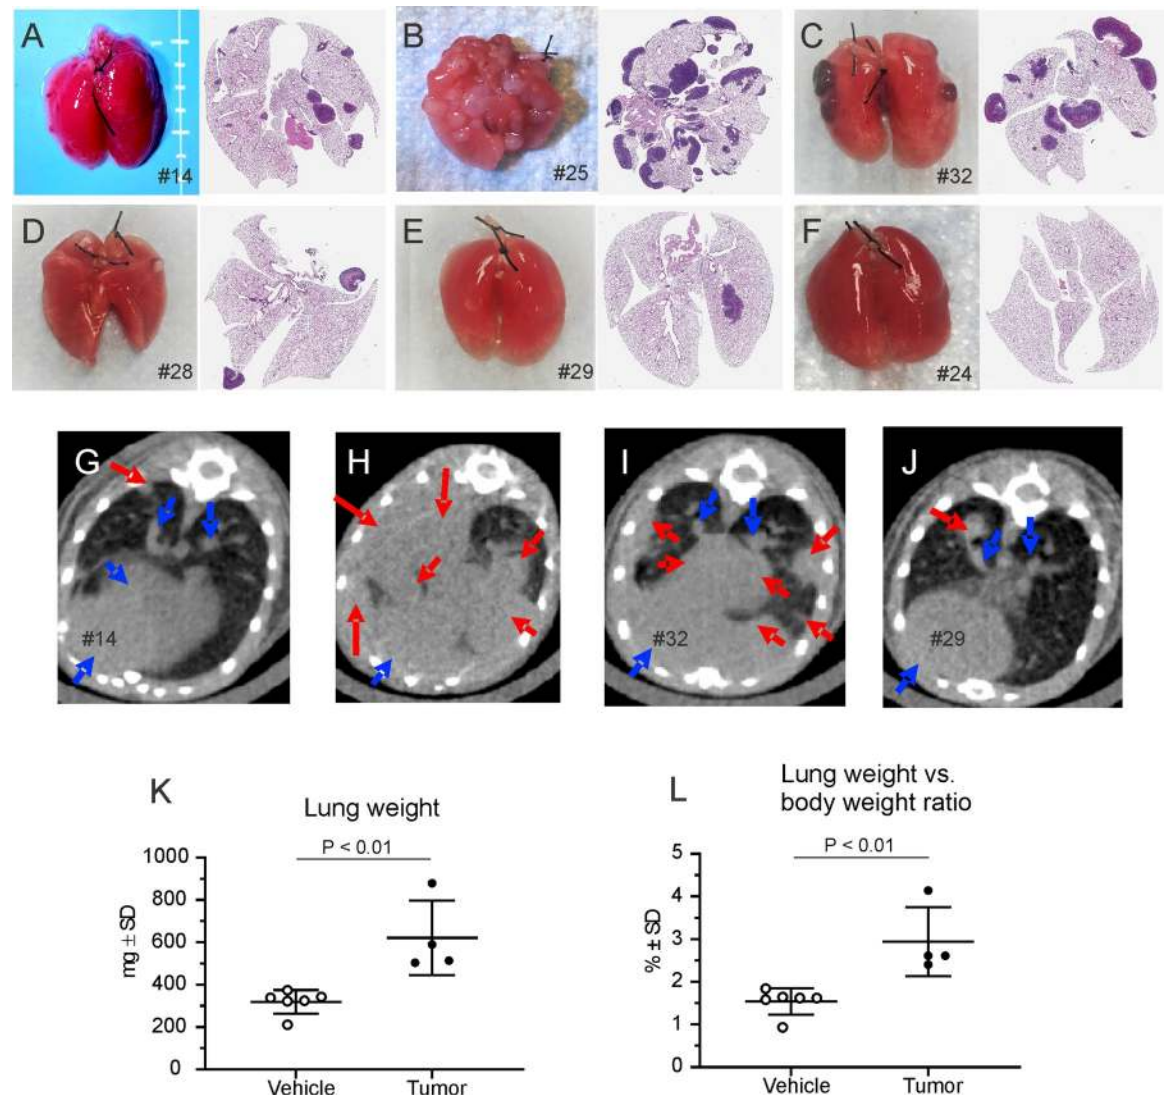 A
#14
B
#25
C
#32
D
#28
E
#29
F
#24
G
#14
H
I
#32
J
#29
K
Lung weight
P < 0.01
1000
800
600
400
200
0
mg ± SD
Vehicle
Tumor
L
Lung weight vs.
body weight ratio
P < 0.01
5
4
3
2
1
0
% ± SD
Vehicle
Tumor